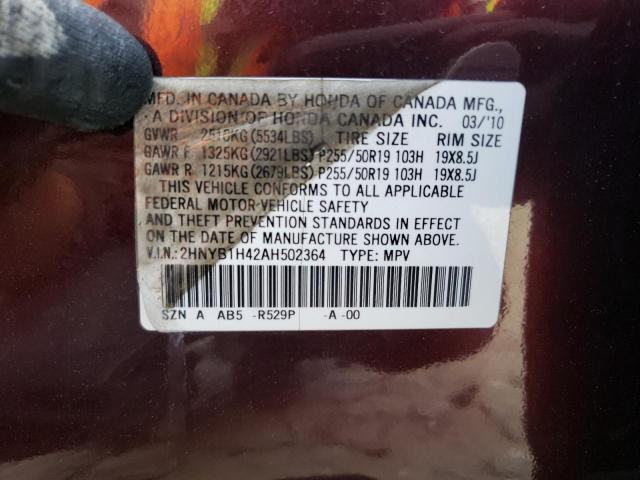 MFD. IN CANADA BY HONDA OF CANADA MFG.,
A DIVISION OF HONDA CANADA INC. 03/'10
GVWR 2510KG(5534LBS) TIRE SIZE RIM SIZE
GAWR F 1325KG(2921LBS)P255/50R19 103H 19X8.5J
GAWR R 1215KG(2679LBS)P255/50R19 103H 19X8.5J
THIS VEHICLE CONFORMS TO ALL APPLICABLE
FEDERAL MOTOR VEHICLE SAFETY
AND THEFT PREVENTION STANDARDS IN EFFECT
ON THE DATE OF MANUFACTURE SHOWN ABOVE.
V.I.N.: 2HNYB1H42AH502364 TYPE: MPV
SZN A AB5 -R529P -A -00